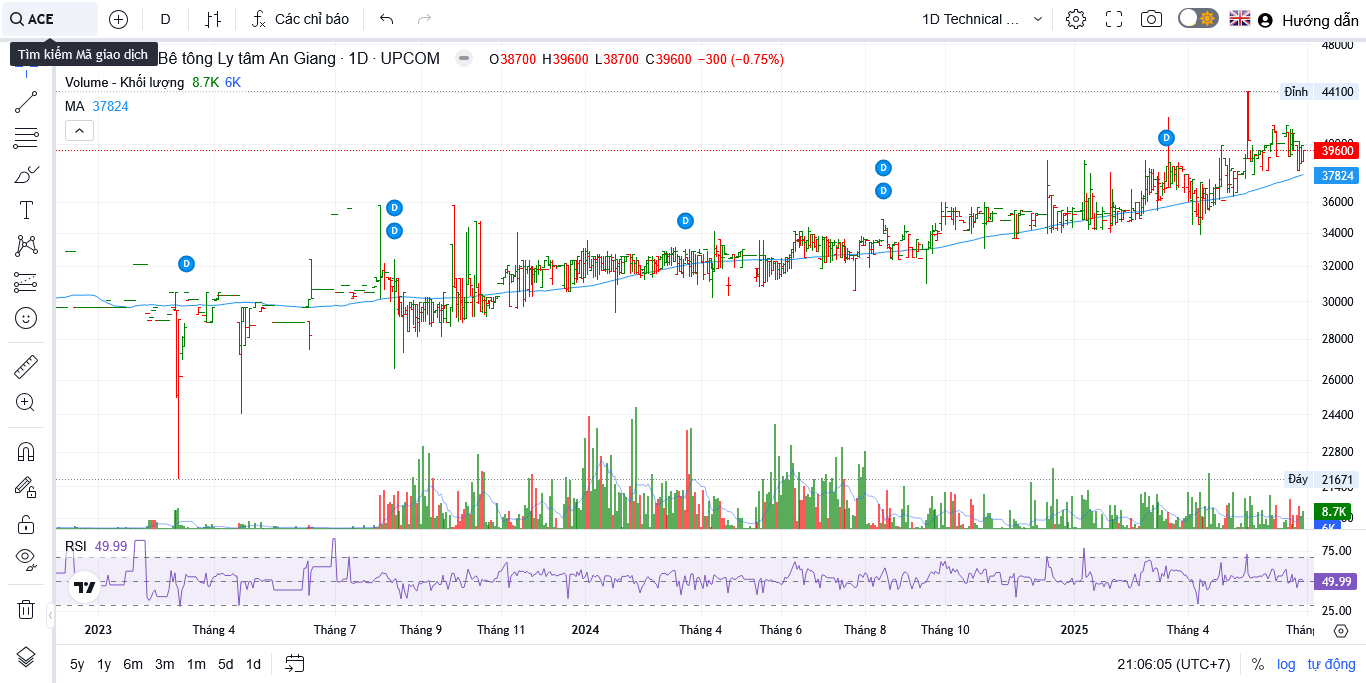 ACE
D
Các chỉ báo
1D Technical ...
Hướng dẫn
Tìm kiếm Mã giao dịch
Bê tông Ly tâm An Giang · 1D · UPCOM
O38700 H39600 L38700 C39600 −300 (−0.75%)
Volume - Khối lượng 8.7K 6K
MA 37824
48000
Đỉnh 44100
39600
37824
36000
34000
32000
30000
28000
26000
24400
22800
Đáy 21671
8.7K
6K
D
D
D
D
D
D
D
RSI 49.99
75.00
49.99
25.00
2023 Tháng 4 Tháng 7 Tháng 9 Tháng 11 2024 Tháng 4 Tháng 6 Tháng 8 Tháng 10 2025 Tháng 4
5y 1y 6m 3m 1m 5d 1d
21:06:05 (UTC+7) % log tự động